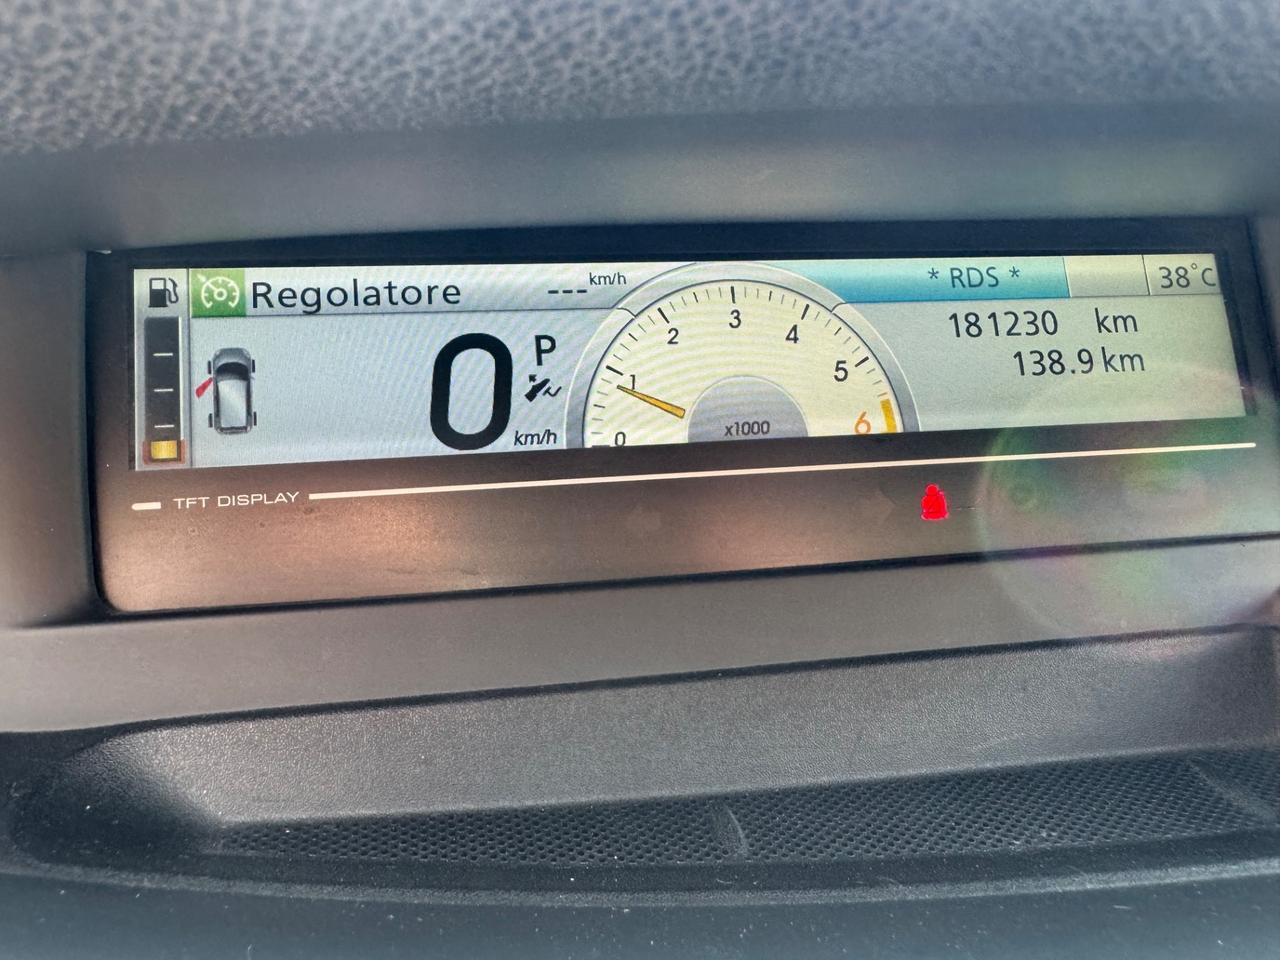 Regolatore ---km/h
* RDS * 38°C
181230 km
138.9 km
0 P
km/h
0 1 2 3 4 5 6
x1000
TFT DISPLAY